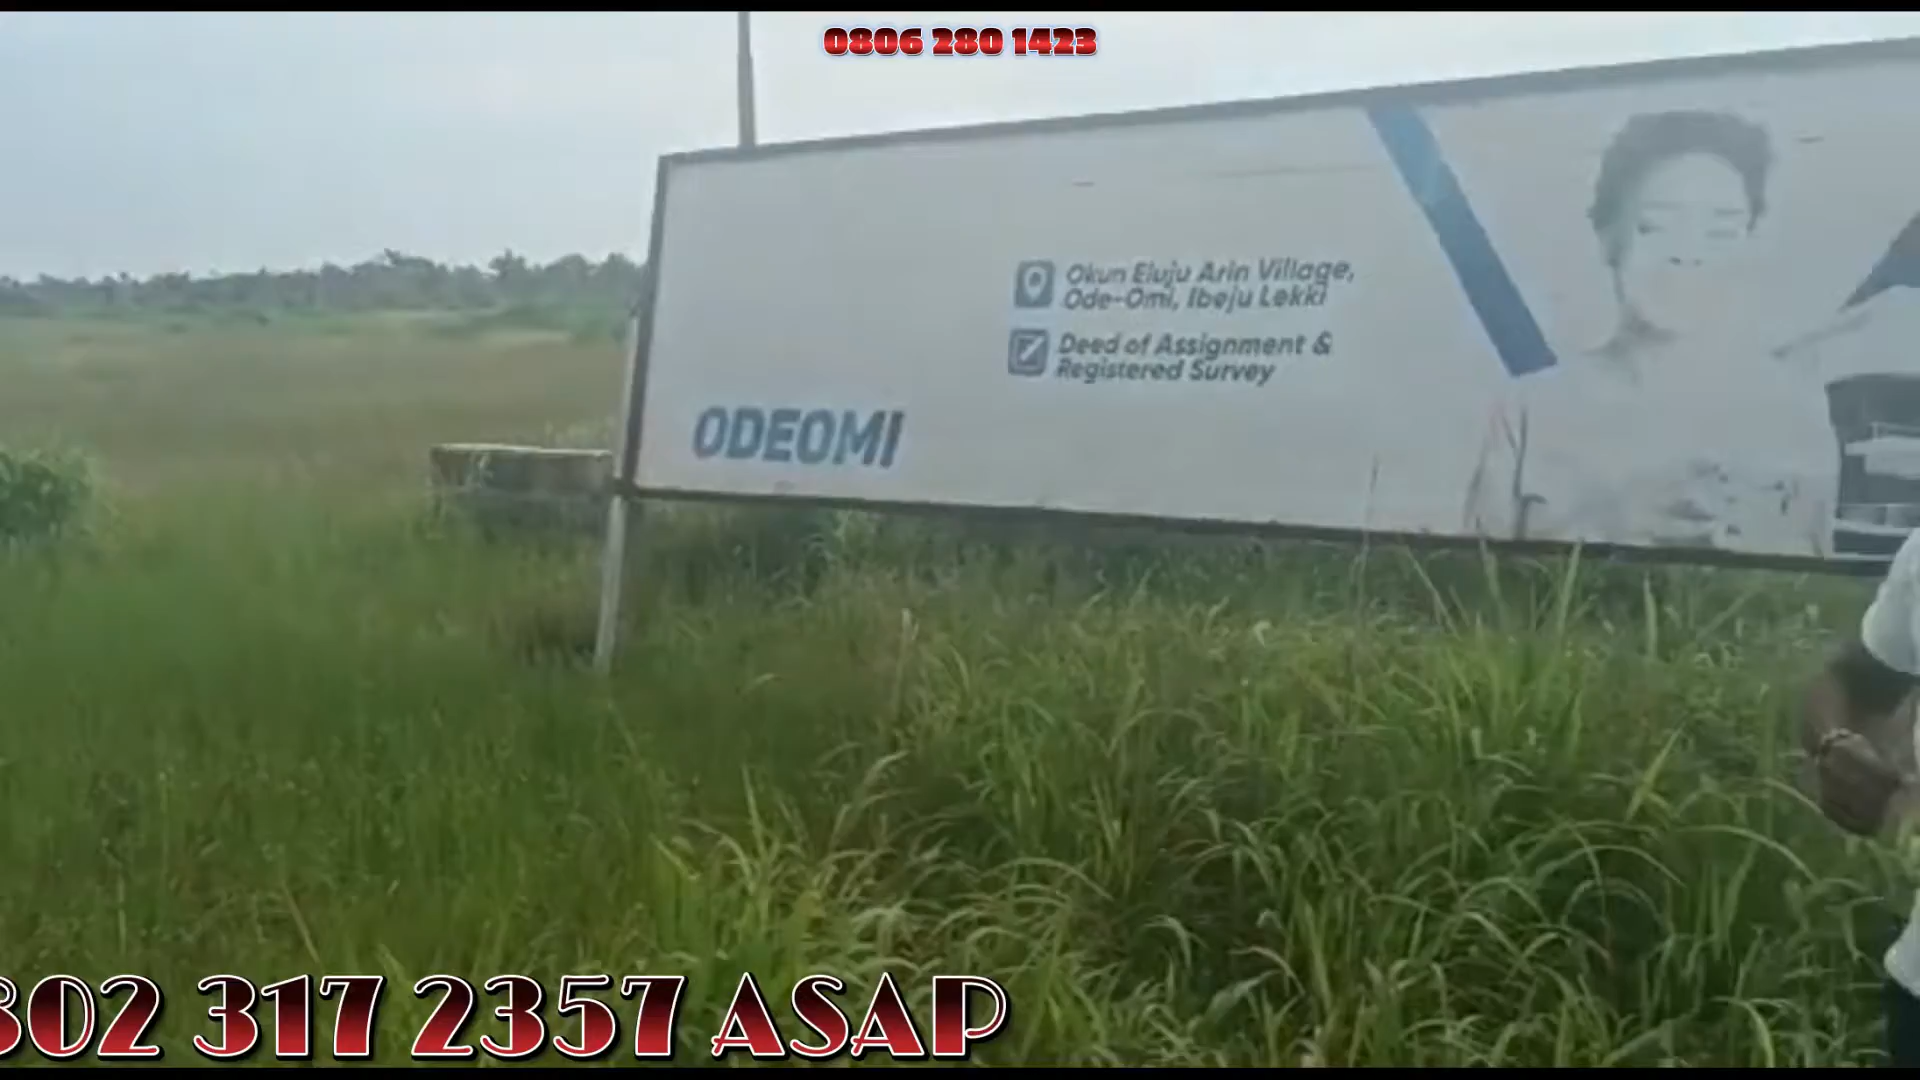 0806 280 1423
Okun Eluju Arin Village,
Ode-Omi, Ibeju Lekki
Deed of Assignment &
Registered Survey
ODEOMI
802 317 2357 ASAP